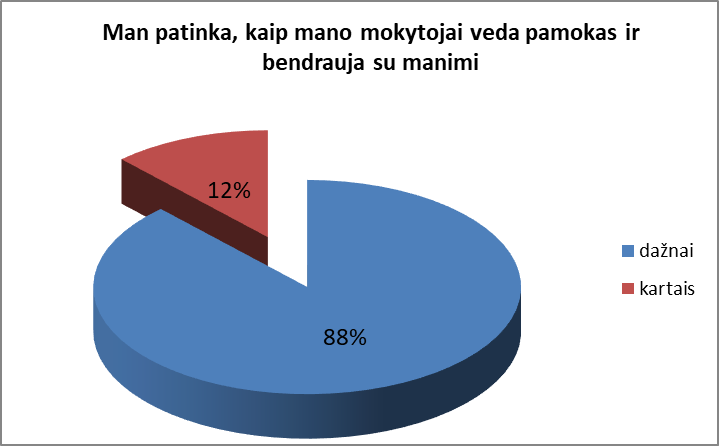 Man patinka, kaip mano mokytojai veda pamokas ir
bendrauja su manimi
12%
dažnai
kartais
88%